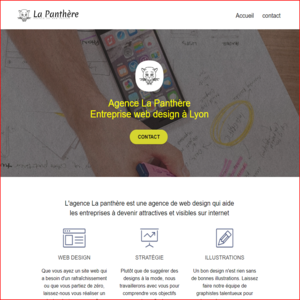 La Panthère
Accueil contact
Agence La Panthère
Entreprise web design à Lyon
CONTACT
L'agence La panthère est une agence de web design qui aide
les entreprises à devenir attractives et visibles sur internet
WEB DESIGN
STRATÉGIE
ILLUSTRATIONS
Que vous ayez un site web qui
a besoin d'un rafraîchissement
ou que vous partiez de zéro,
laissez-nous vous réaliser un
Plutôt que de suggérer des
designs à la mode, nous
travaillerons avec vous pour
comprendre vos objectifs
Un bon design n'est rien sans
de bonnes illustrations. Laissez
faire notre équipe de
graphistes talentueux pour